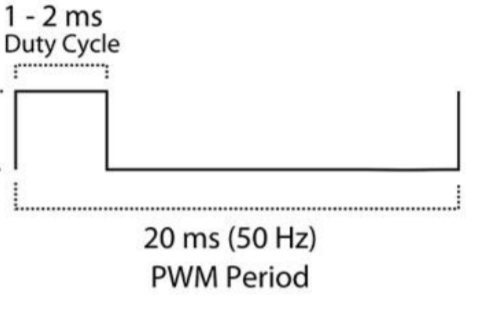 1 - 2 ms
Duty Cycle
20 ms (50 Hz)
PWM Period